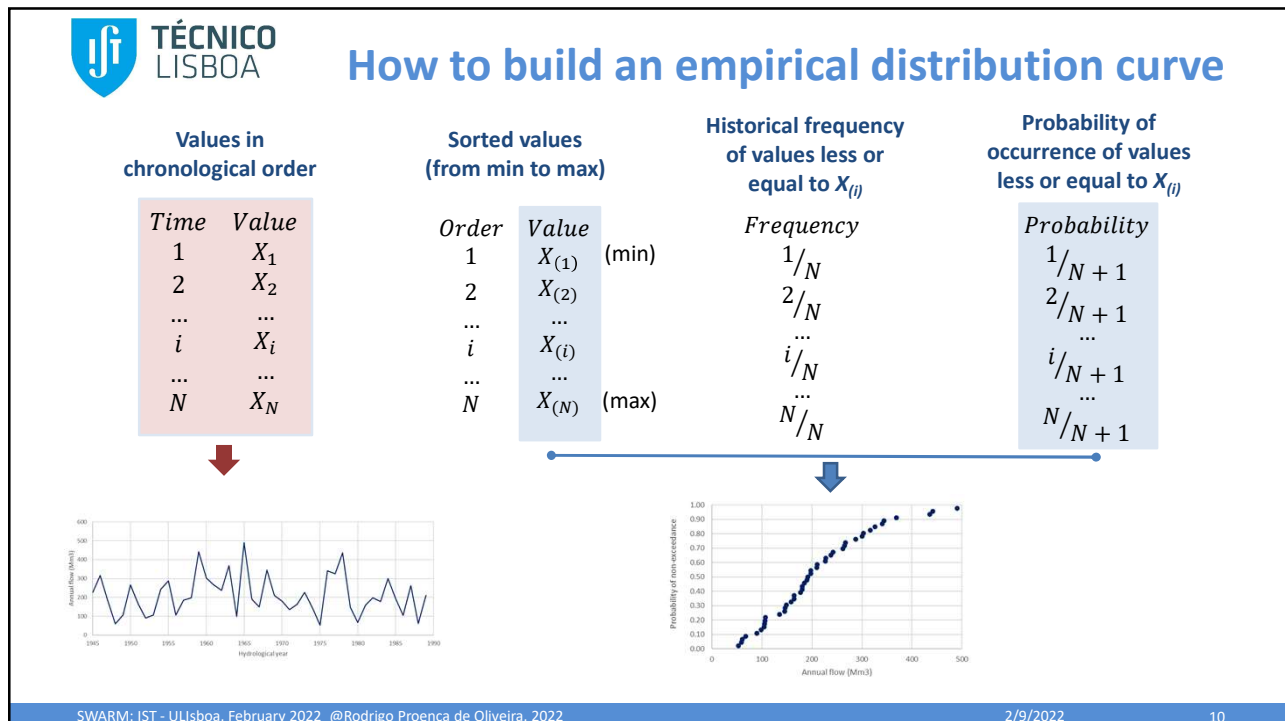 TÉCNICO
LISBOA
How to build an empirical distribution curve
Values in
chronological order
Time Value
1 X₁
2 X₂
... ...
i Xᵢ
... ...
N X_N
Sorted values
(from min to max)
Order Value
1 X₍₁₎ (min)
2 X₍₂₎
... ...
i X₍ᵢ₎
... ...
N X_(N) (max)
Historical frequency
of values less or
equal to X₍ᵢ₎
Frequency
1/N
2/N
...
i/N
...
N/N
Probability of
occurrence of values
less or equal to X₍ᵢ₎
Probability
1/N + 1
2/N + 1
...
i/N + 1
...
N/N + 1
600
500
400
300
200
100
0
Annual flow (Mm3)
1945 1950 1955 1960 1965 1970 1975 1980 1985 1990
Hydrological year
1.00
0.90
0.80
0.70
0.60
0.50
0.40
0.30
0.20
0.10
0.00
Probability of non-exceedance
0 100 200 300 400 500
Annual flow (Mm3)
SWARM: IST - ULIsboa, February 2022 @Rodrigo Proença de Oliveira, 2022 2/9/2022 10